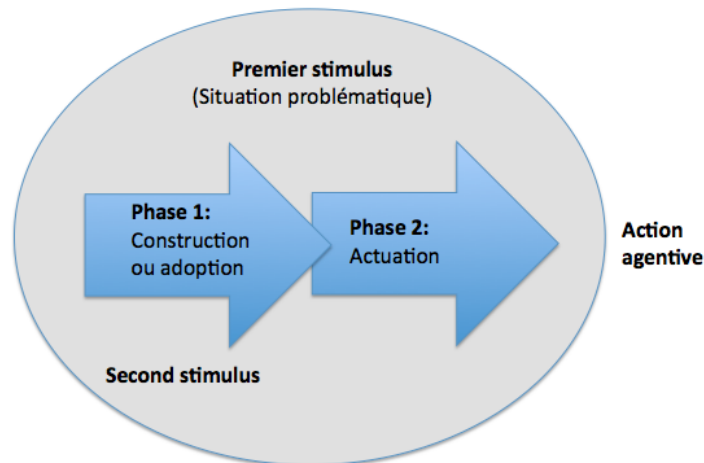 Premier stimulus
(Situation problématique)
Phase 1:
Construction
ou adoption
Phase 2:
Actuation
Action
agentive
Second stimulus